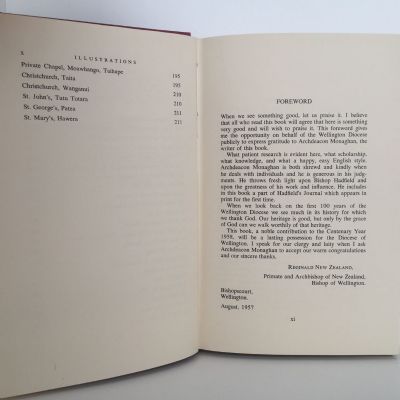 x
ILLUSTRATIONS
Private Chapel, Moawhango, Taihape
Christchurch, Taita 195
Christchurch, Wanganui 195
St. John's, Tutu Totara 210
St. George's, Patea 211
St. Mary's, Hawera 211
FOREWORD
When we see something good, let us praise it. I believe
that all who read this book will agree that here is something
very good and will wish to praise it. This foreword gives
me the opportunity on behalf of the Wellington Diocese
publicly to express gratitude to Archdeacon Monaghan, the
writer of this book.
What patient research is evident here, what scholarship,
what knowledge, and what a happy, easy English style.
Archdeacon Monaghan is both shrewd and kindly when
he deals with individuals and he is generous in his judg-
ments. He throws fresh light upon Bishop Hadfield and
upon the greatness of his work and influence. He includes
in this book a part of Hadfield's Journal which appears in
print for the first time.
When we look back on the first 100 years of the
Wellington Diocese we see much in its history for which
we thank God. Our heritage is good, but only by the grace
of God can we walk worthily of that heritage.
This book, a noble contribution to the Centenary Year
1958, will be a lasting possession for the Diocese of
Wellington. I speak for our clergy and laity when I ask
Archdeacon Monaghan to accept our warm congratulations
and our sincere thanks.
REGINALD NEW ZEALAND,
Primate and Archbishop of New Zealand,
Bishop of Wellington.
Bishopscourt,
Wellington.
August, 1957
xi